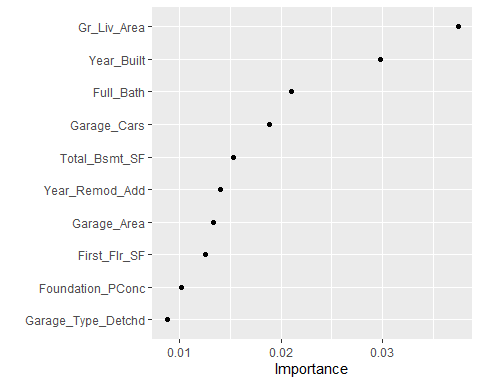 Gr_Liv_Area
Year_Built
Full_Bath
Garage_Cars
Total_Bsmt_SF
Year_Remod_Add
Garage_Area
First_Flr_SF
Foundation_PConc
Garage_Type_Detchd
0.01 0.02 0.03
Importance